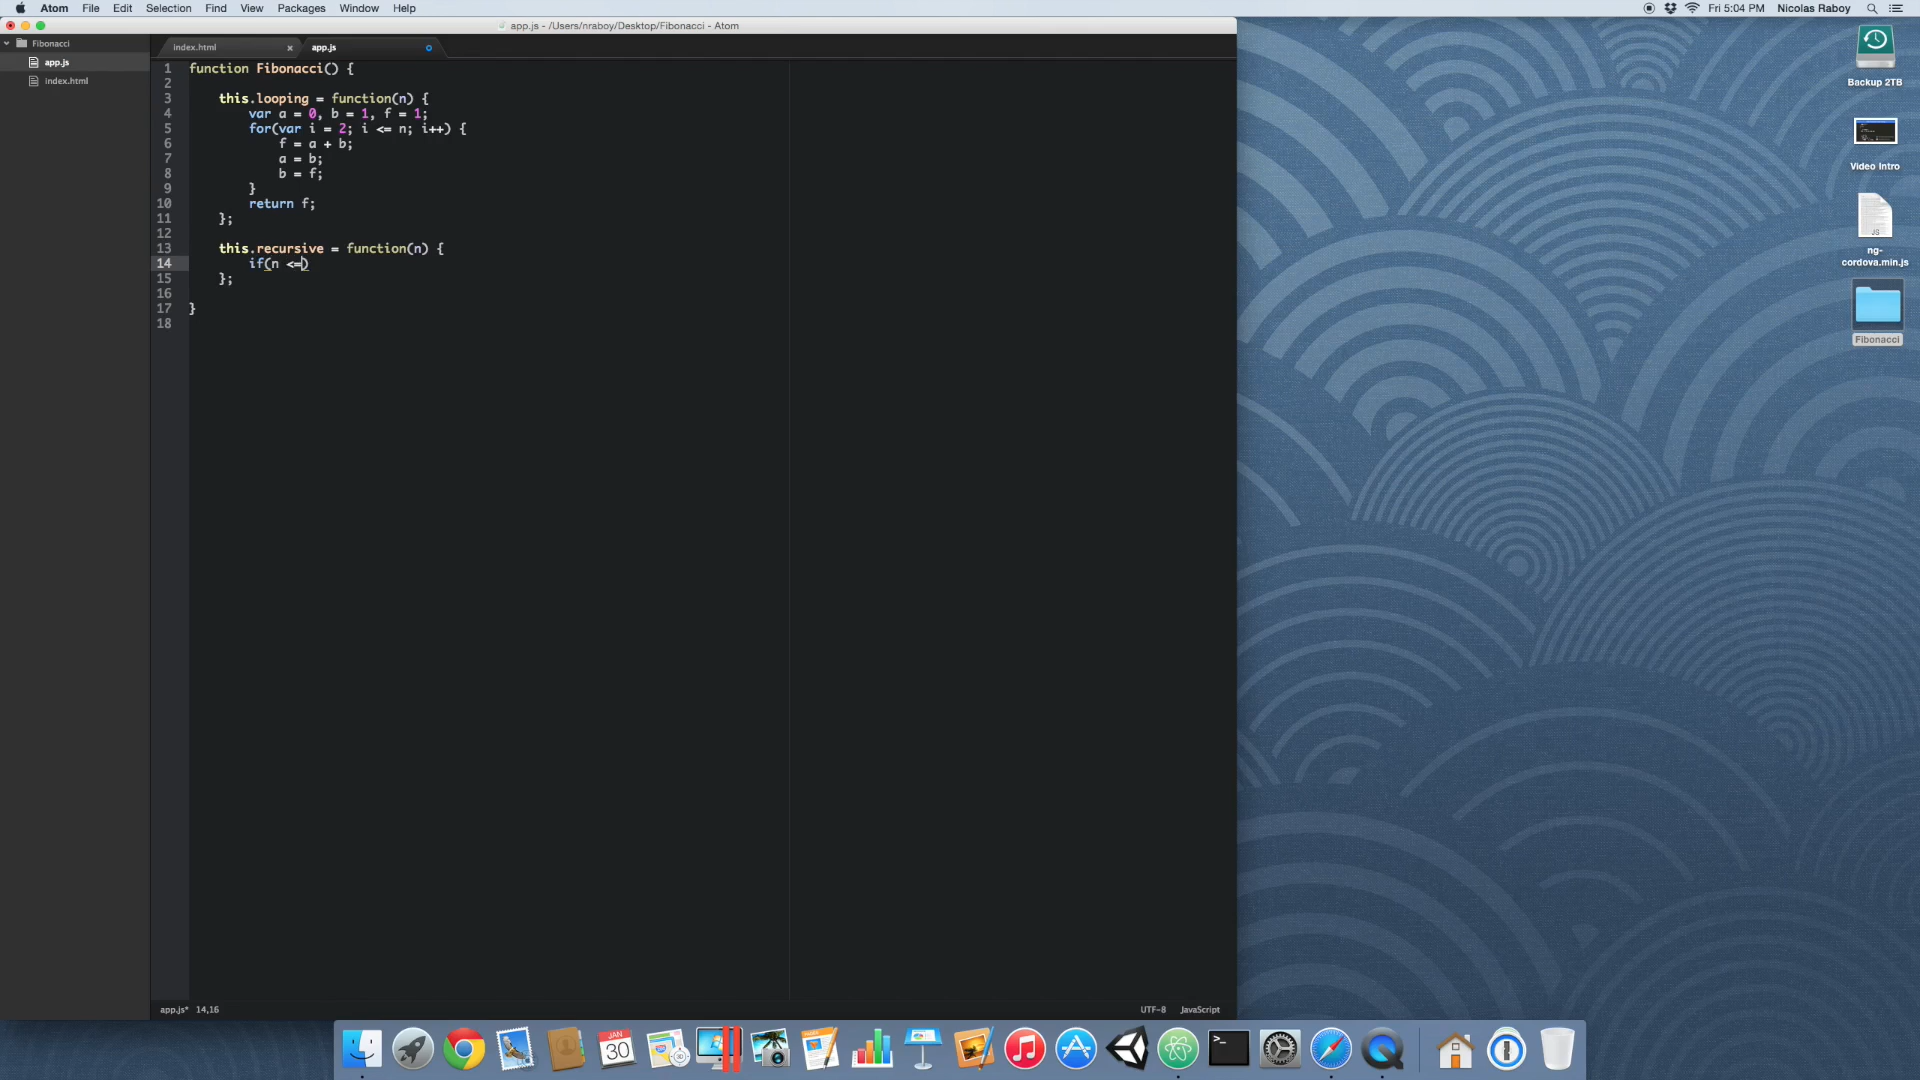 Atom File Edit Selection Find View Packages Window Help Fri 5:04 PM Nicolas Raboy
app.js - /Users/nraboy/Desktop/Fibonacci - Atom
Fibonacci
app.js
index.html
index.html app.js
1 function Fibonacci() {
2
3 this.looping = function(n) {
4 var a = 0, b = 1, f = 1;
5 for(var i = 2; i <= n; i++) {
6 f = a + b;
7 a = b;
8 b = f;
9 }
10 return f;
11 };
12
13 this.recursive = function(n) {
14 if(n <=)
15 };
16
17 }
18
app.js* 14,16 UTF-8 JavaScript
Backup 2TB
Video Intro
JS
ng-
cordova.min.js
Fibonacci
JAN
30